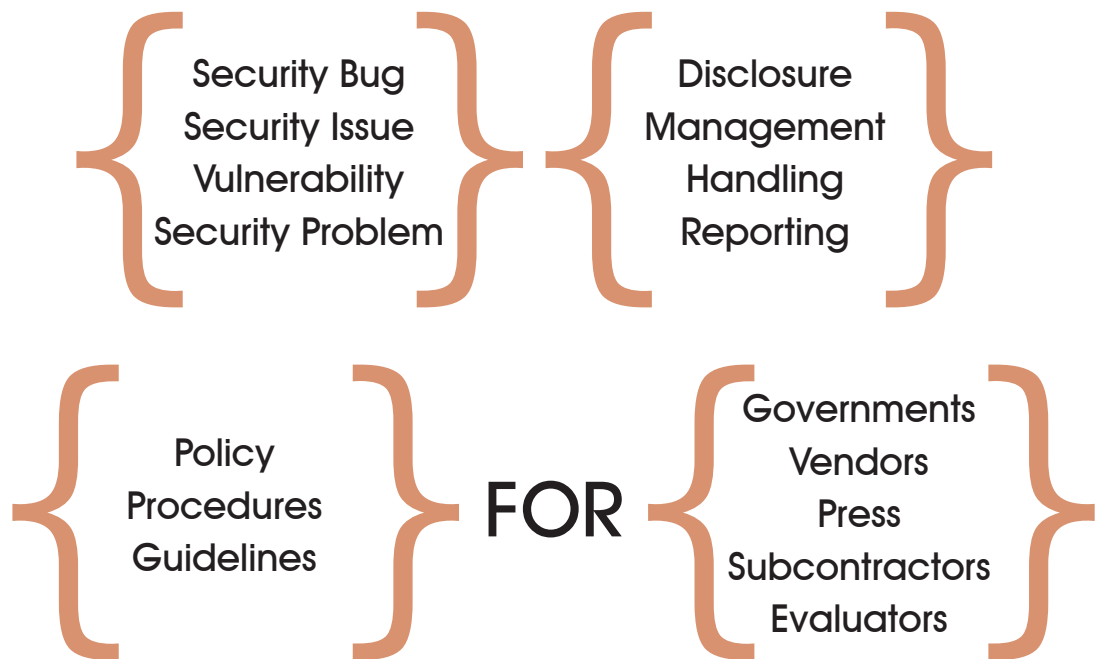 Security Bug
Security Issue
Vulnerability
Security Problem
Disclosure
Management
Handling
Reporting
Policy
Procedures
Guidelines
FOR
Governments
Vendors
Press
Subcontractors
Evaluators